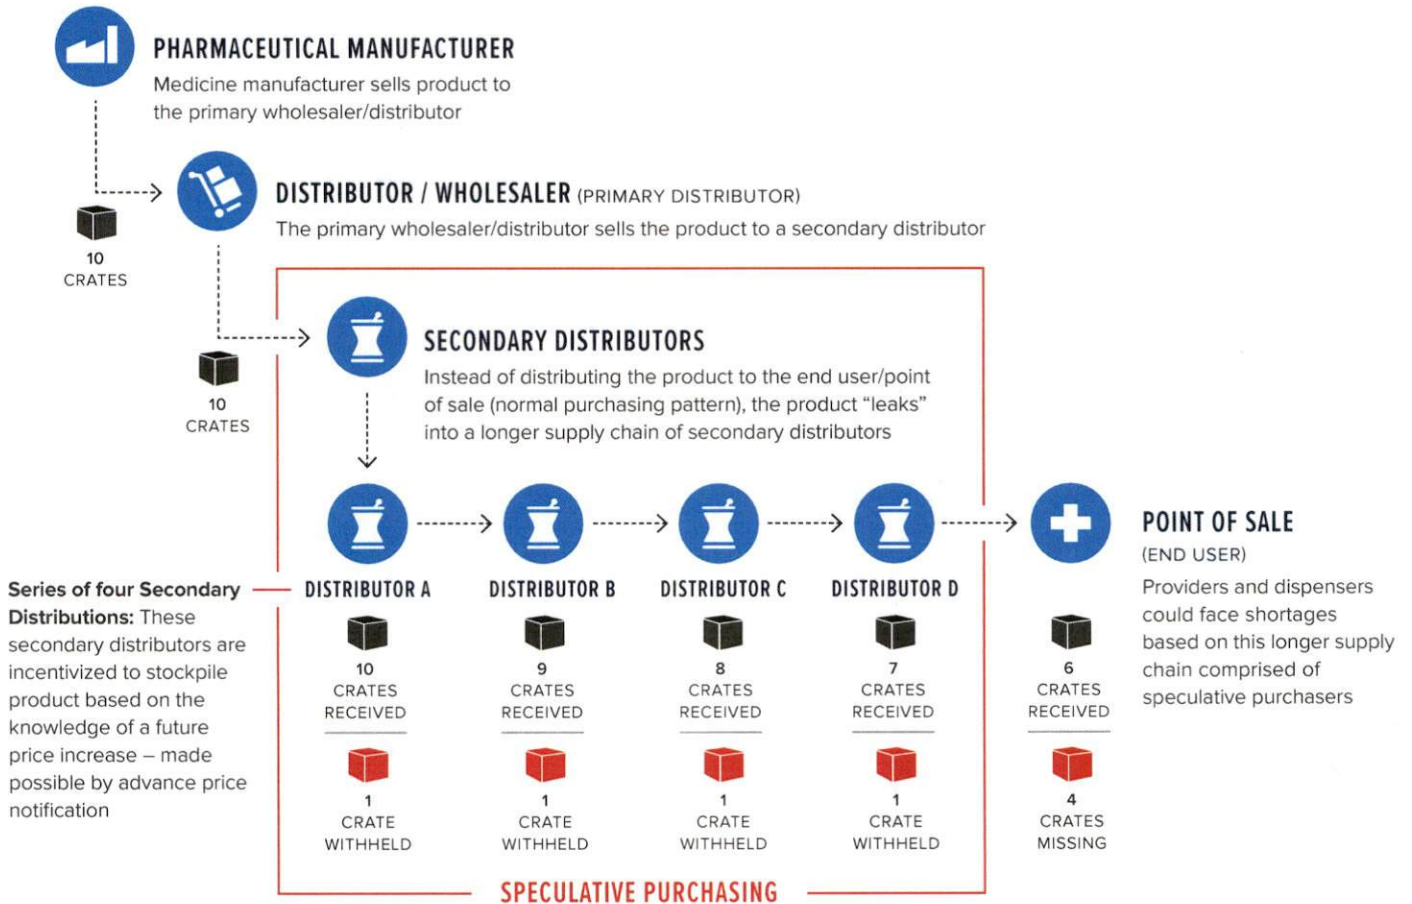 PHARMACEUTICAL MANUFACTURER
Medicine manufacturer sells product to
the primary wholesaler/distributor
10
CRATES
DISTRIBUTOR / WHOLESALER (PRIMARY DISTRIBUTOR)
The primary wholesaler/distributor sells the product to a secondary distributor
10
CRATES
SECONDARY DISTRIBUTORS
Instead of distributing the product to the end user/point
of sale (normal purchasing pattern), the product “leaks”
into a longer supply chain of secondary distributors
Series of four Secondary
Distributions: These
secondary distributors are
incentivized to stockpile
product based on the
knowledge of a future
price increase – made
possible by advance price
notification
DISTRIBUTOR A
10
CRATES
RECEIVED
1
CRATE
WITHHELD
DISTRIBUTOR B
9
CRATES
RECEIVED
1
CRATE
WITHHELD
DISTRIBUTOR C
8
CRATES
RECEIVED
1
CRATE
WITHHELD
DISTRIBUTOR D
7
CRATES
RECEIVED
1
CRATE
WITHHELD
6
CRATES
RECEIVED
4
CRATES
MISSING
POINT OF SALE
(END USER)
Providers and dispensers
could face shortages
based on this longer supply
chain comprised of
speculative purchasers
SPECULATIVE PURCHASING